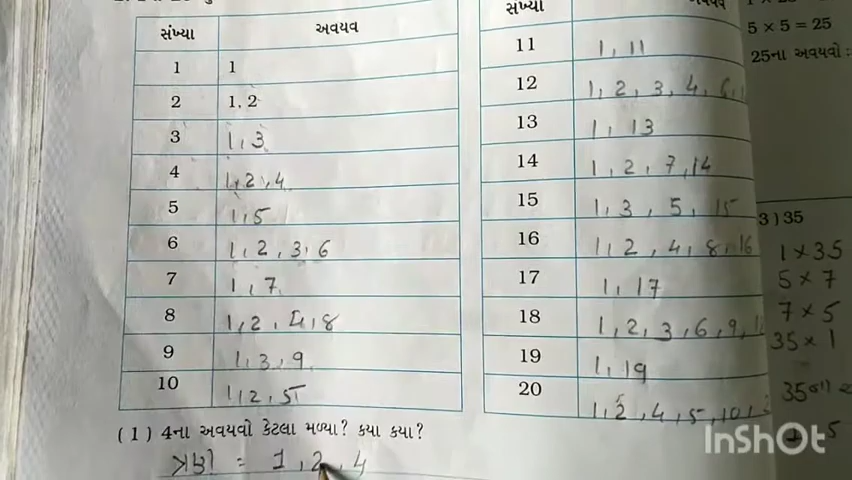 સંખ્યા અવયવ
1 1
2 1, 2
3 1, 3
4 1, 2, 4
5 1, 5
6 1, 2, 3, 6
7 1, 7
8 1, 2, 4, 8
9 1, 3, 9
10 1, 2, 5
સંખ્યા
11 1, 11
12 1, 2, 3, 4, 6,
13 1, 13
14 1, 2, 7, 14
15 1, 3, 5, 15
16 1, 2, 4, 8, 16
17 1, 17
18 1, 2, 3, 6, 9,
19 1, 19
20 1, 2, 4, 5, 10,
5 × 5 = 25
25ના અવયવો :
3) 35
1 × 35
5 × 7
7 × 5
35 × 1
35ના
5
(1) 4ના અવયવો કેટલા મળ્યા? કયા કયા?
ત્રણ = 1, 2, 4
InShOt